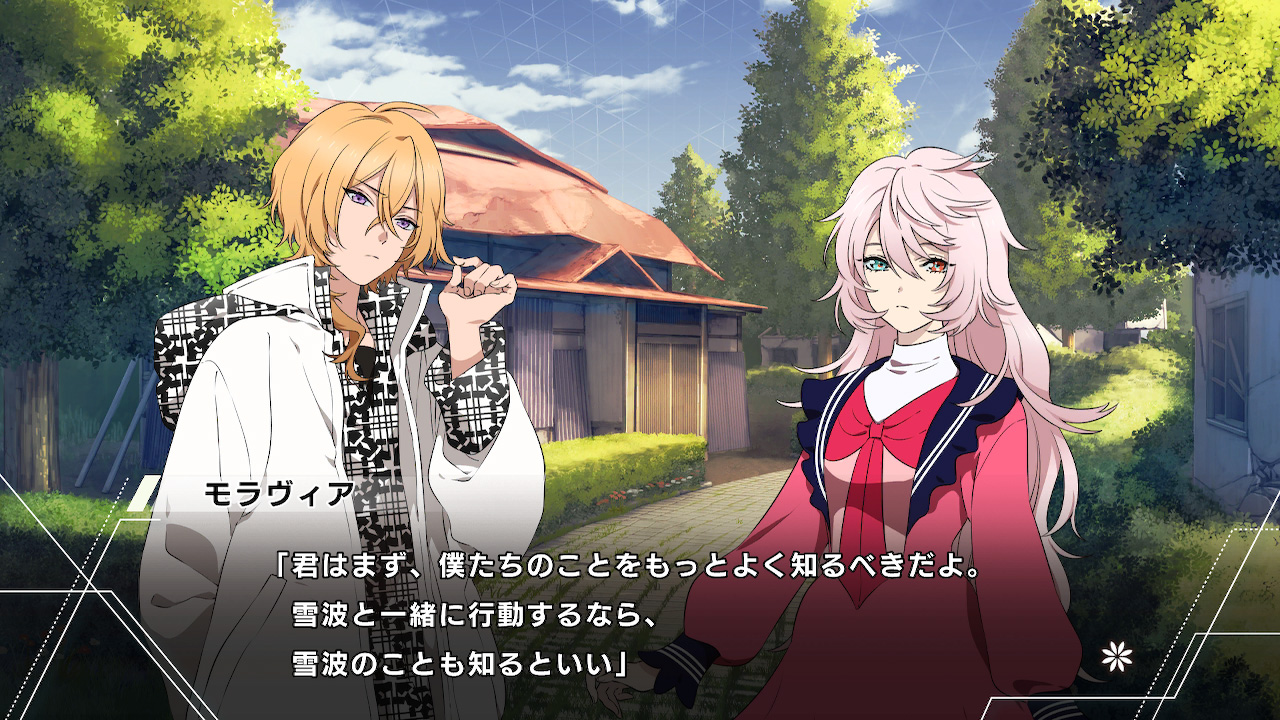 モラヴィア
「君はまず、僕たちのことをもっとよく知るべきだよ。
雪波と一緒に行動するなら、
雪波のことも知るといい」